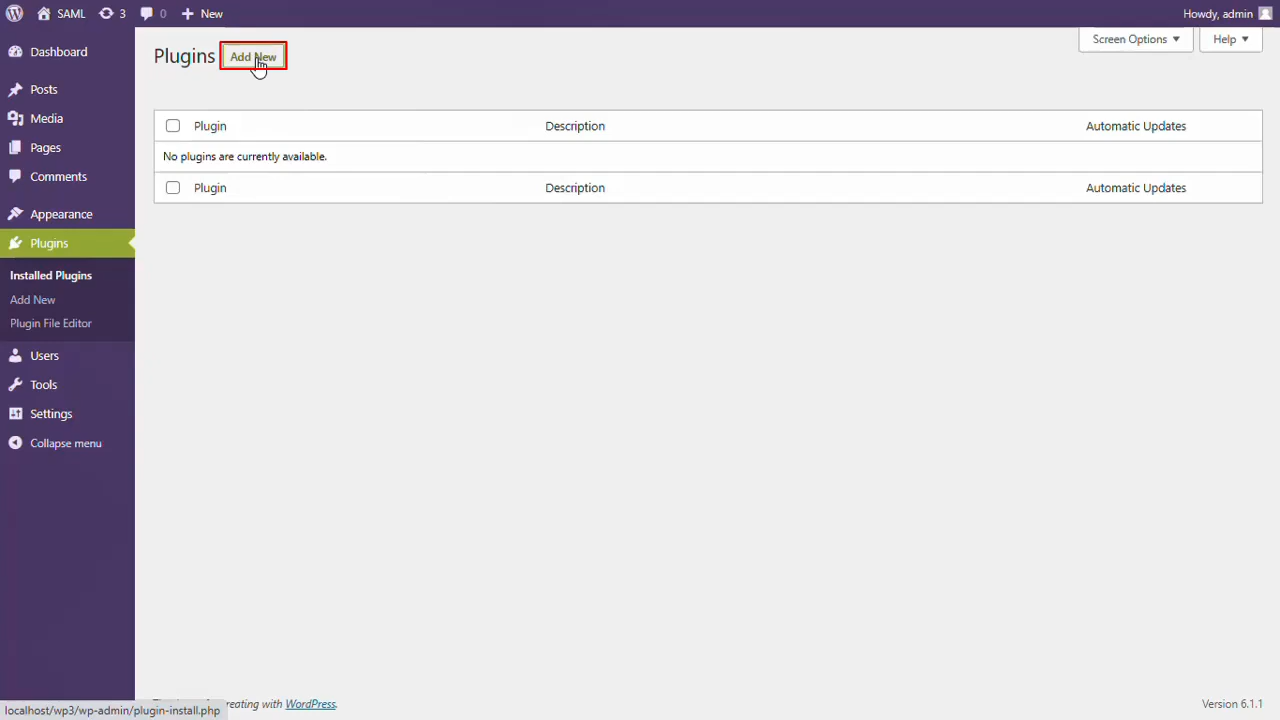 SAML 3 0 New Howdy, admin
Dashboard
Posts
Media
Pages
Comments
Appearance
Plugins
Installed Plugins
Add New
Plugin File Editor
Users
Tools
Settings
Collapse menu
Screen Options Help
Plugins Add New
Plugin Description Automatic Updates
No plugins are currently available.
Plugin Description Automatic Updates
reating with WordPress. Version 6.1.1
localhost/wp3/wp-admin/plugin-install.php